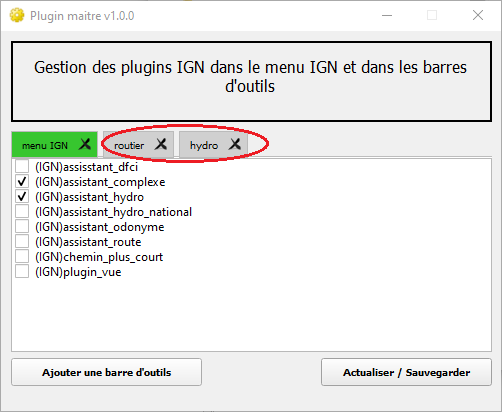 Plugin maitre v1.0.0
Gestion des plugins IGN dans le menu IGN et dans les barres
d'outils
menu IGN routier hydro
(IGN)assisstant_dfci
(IGN)assistant_complexe
(IGN)assistant_hydro
(IGN)assistant_hydro_national
(IGN)assistant_odonyme
(IGN)assistant_route
(IGN)chemin_plus_court
(IGN)plugin_vue
Ajouter une barre d'outils Actualiser / Sauvegarder